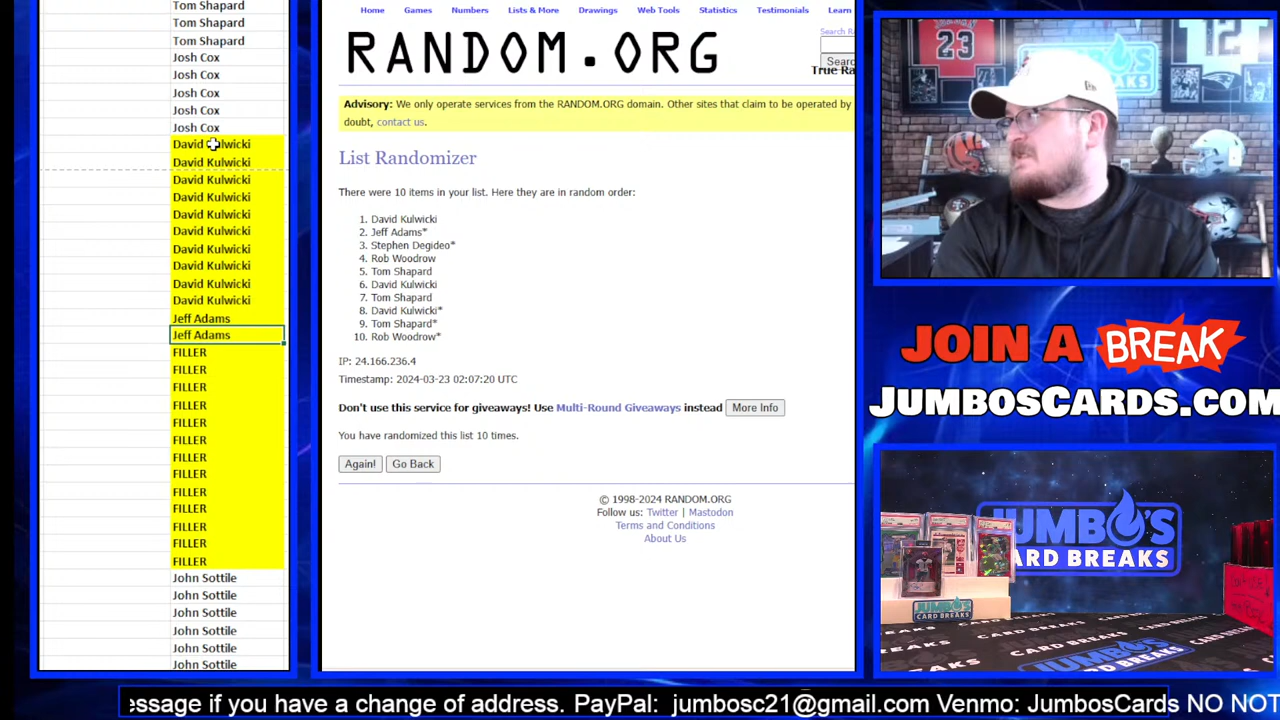 Tom Shapard
Tom Shapard
Tom Shapard
Josh Cox
Josh Cox
Josh Cox
Josh Cox
Josh Cox
David Kulwicki
David Kulwicki
David Kulwicki
David Kulwicki
David Kulwicki
David Kulwicki
David Kulwicki
David Kulwicki
David Kulwicki
David Kulwicki
Jeff Adams
Jeff Adams
FILLER
FILLER
FILLER
FILLER
FILLER
FILLER
FILLER
FILLER
FILLER
FILLER
FILLER
FILLER
FILLER
John Sottile
John Sottile
John Sottile
John Sottile
John Sottile
John Sottile
Home Games Numbers Lists & More Drawings Web Tools Statistics Testimonials Learn
RANDOM.ORG
Search
True Ra
Advisory: We only operate services from the RANDOM.ORG domain. Other sites that claim to be operated by
doubt, contact us.
List Randomizer
There were 10 items in your list. Here they are in random order:
1. David Kulwicki
2. Jeff Adams*
3. Stephen Degideo*
4. Rob Woodrow
5. Tom Shapard
6. David Kulwicki
7. Tom Shapard
8. David Kulwicki*
9. Tom Shapard*
10. Rob Woodrow*
IP: 24.166.236.4
Timestamp: 2024-03-23 02:07:20 UTC
Don't use this service for giveaways! Use Multi-Round Giveaways instead More Info
You have randomized this list 10 times.
Again! Go Back
© 1998-2024 RANDOM.ORG
Follow us: Twitter | Mastodon
Terms and Conditions
About Us
23
12
JOIN A BREAK
JUMBOSCARDS.COM
JUMBO'S
CARD BREAKS
JUMBO'S
CARD BREAKS
essage if you have a change of address. PayPal: jumbosc21@gmail.com Venmo: JumbosCards NO NOT